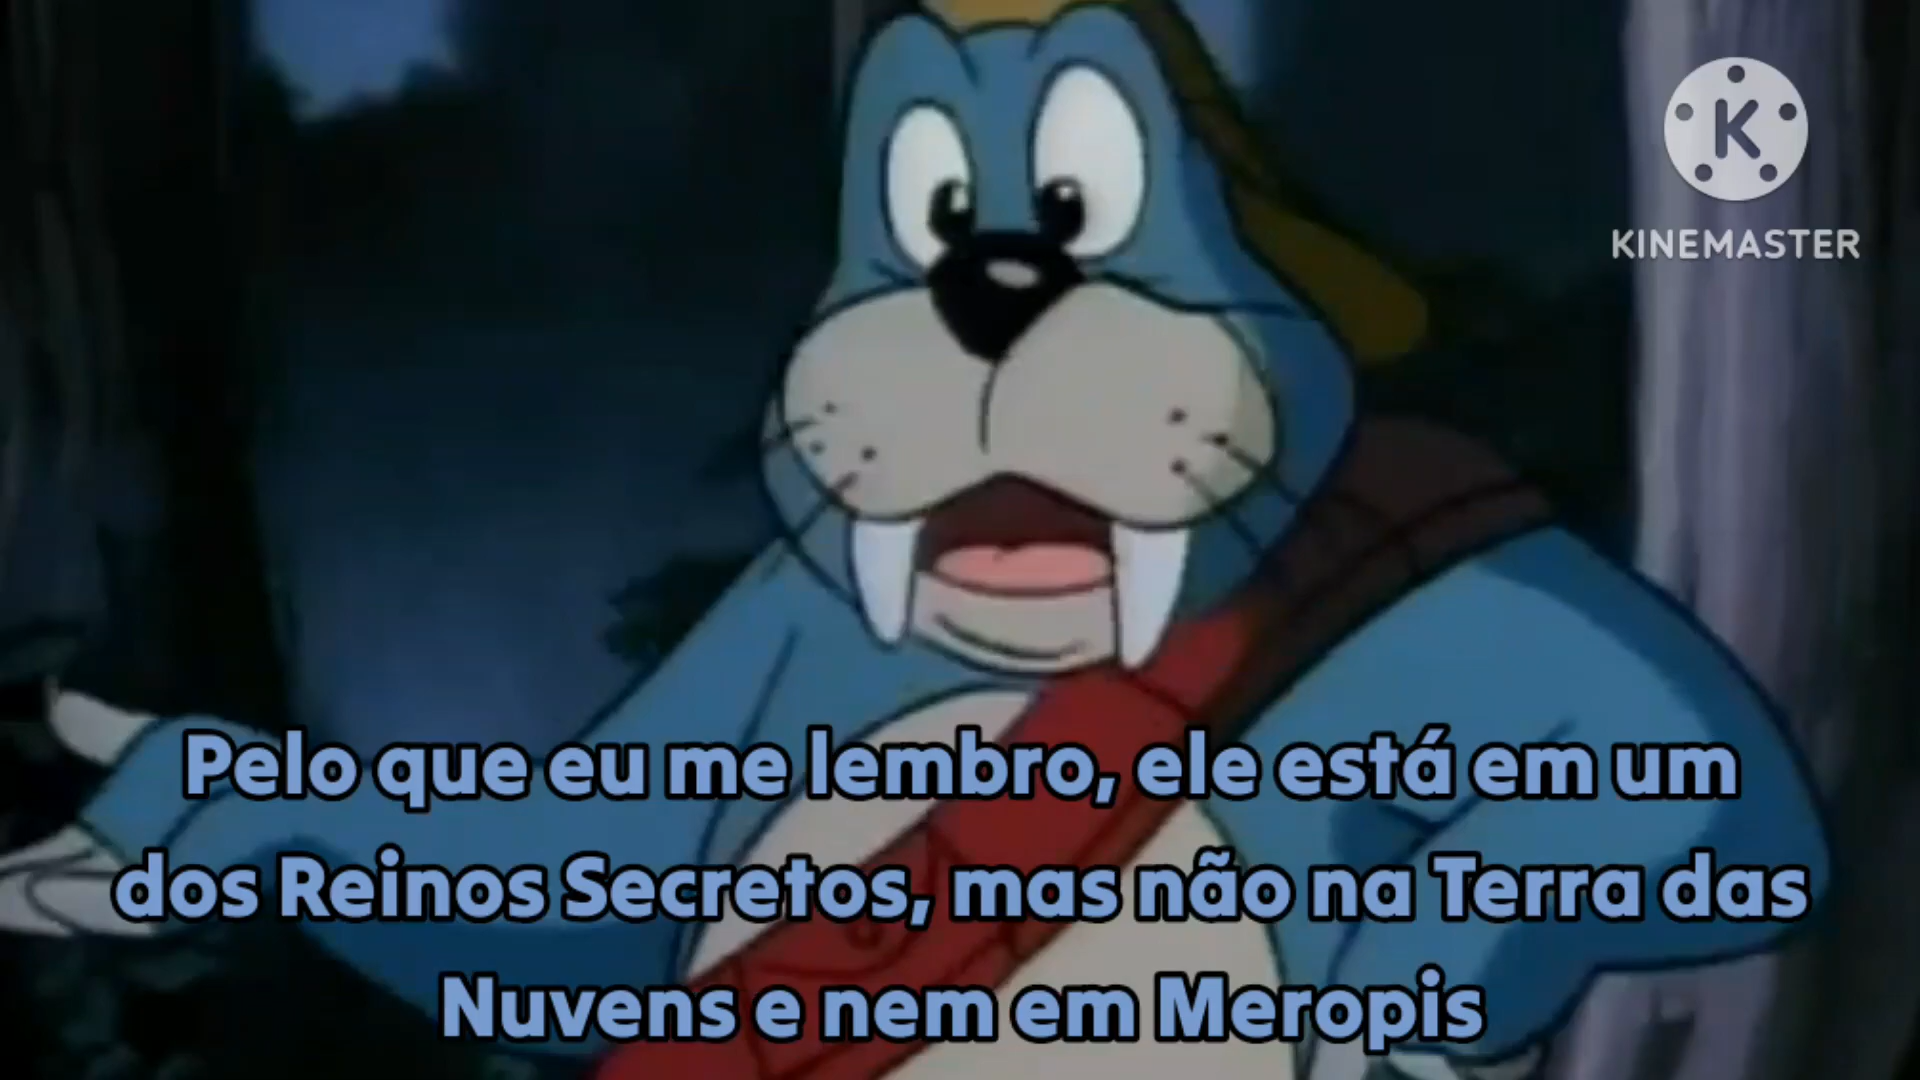 K
KINEMASTER
Pelo que eu me lembro, ele está em um
dos Reinos Secretos, mas não na Terra das
Nuvens e nem em Meropis